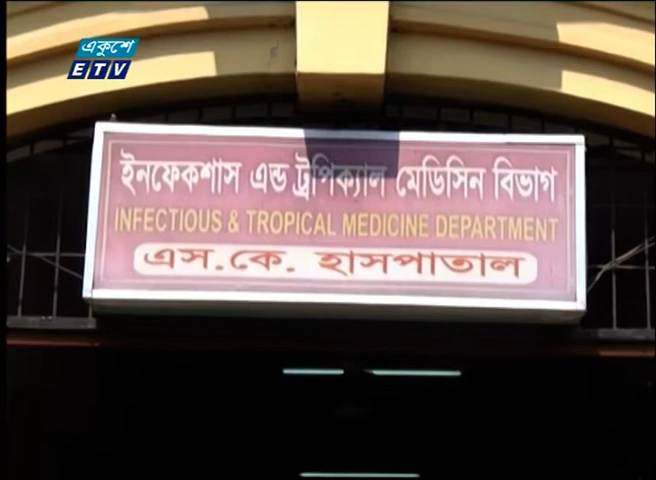 একুশে
ETV
ইনফেকশাস এন্ড ট্রপিক্যাল মেডিসিন বিভাগ
INFECTIOUS & TROPICAL MEDICINE DEPARTMENT
এস.কে. হাসপাতাল